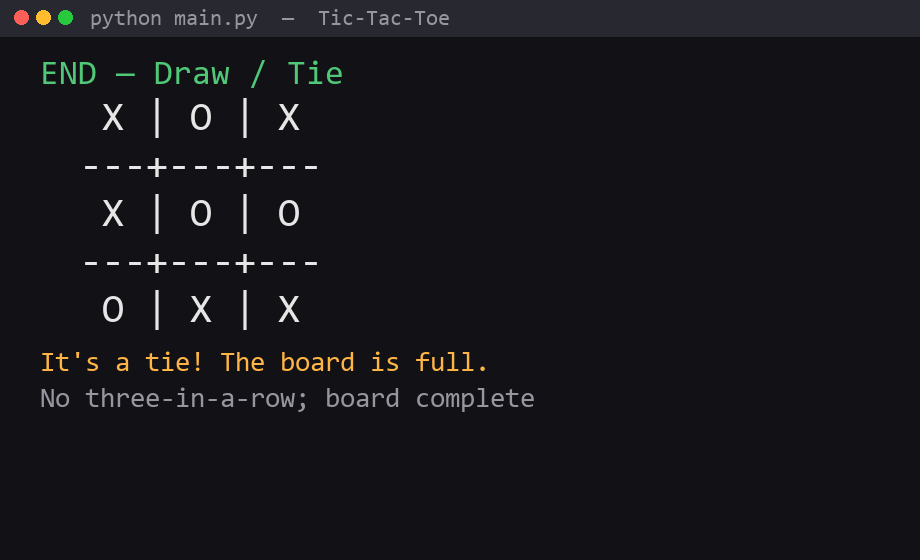 python main.py  —  Tic-Tac-Toe
END — Draw / Tie
X | O | X
---+---+---
X | O | O
---+---+---
O | X | X
It's a tie! The board is full.
No three-in-a-row; board complete